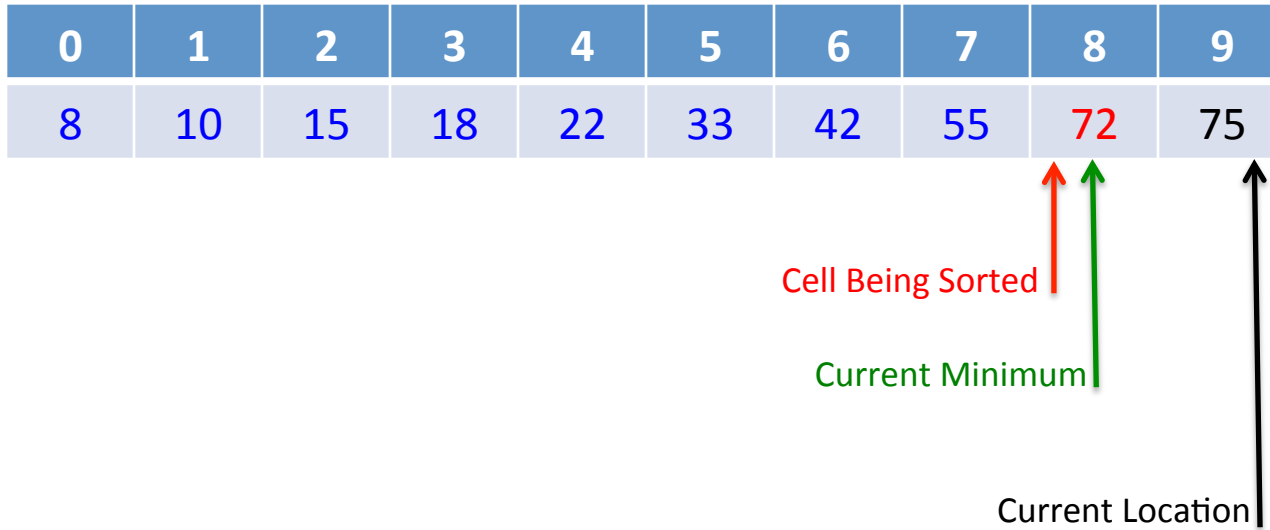 0 1 2 3 4 5 6 7 8 9
8 10 15 18 22 33 42 55 72 75
Cell Being Sorted
Current Minimum
Current Location